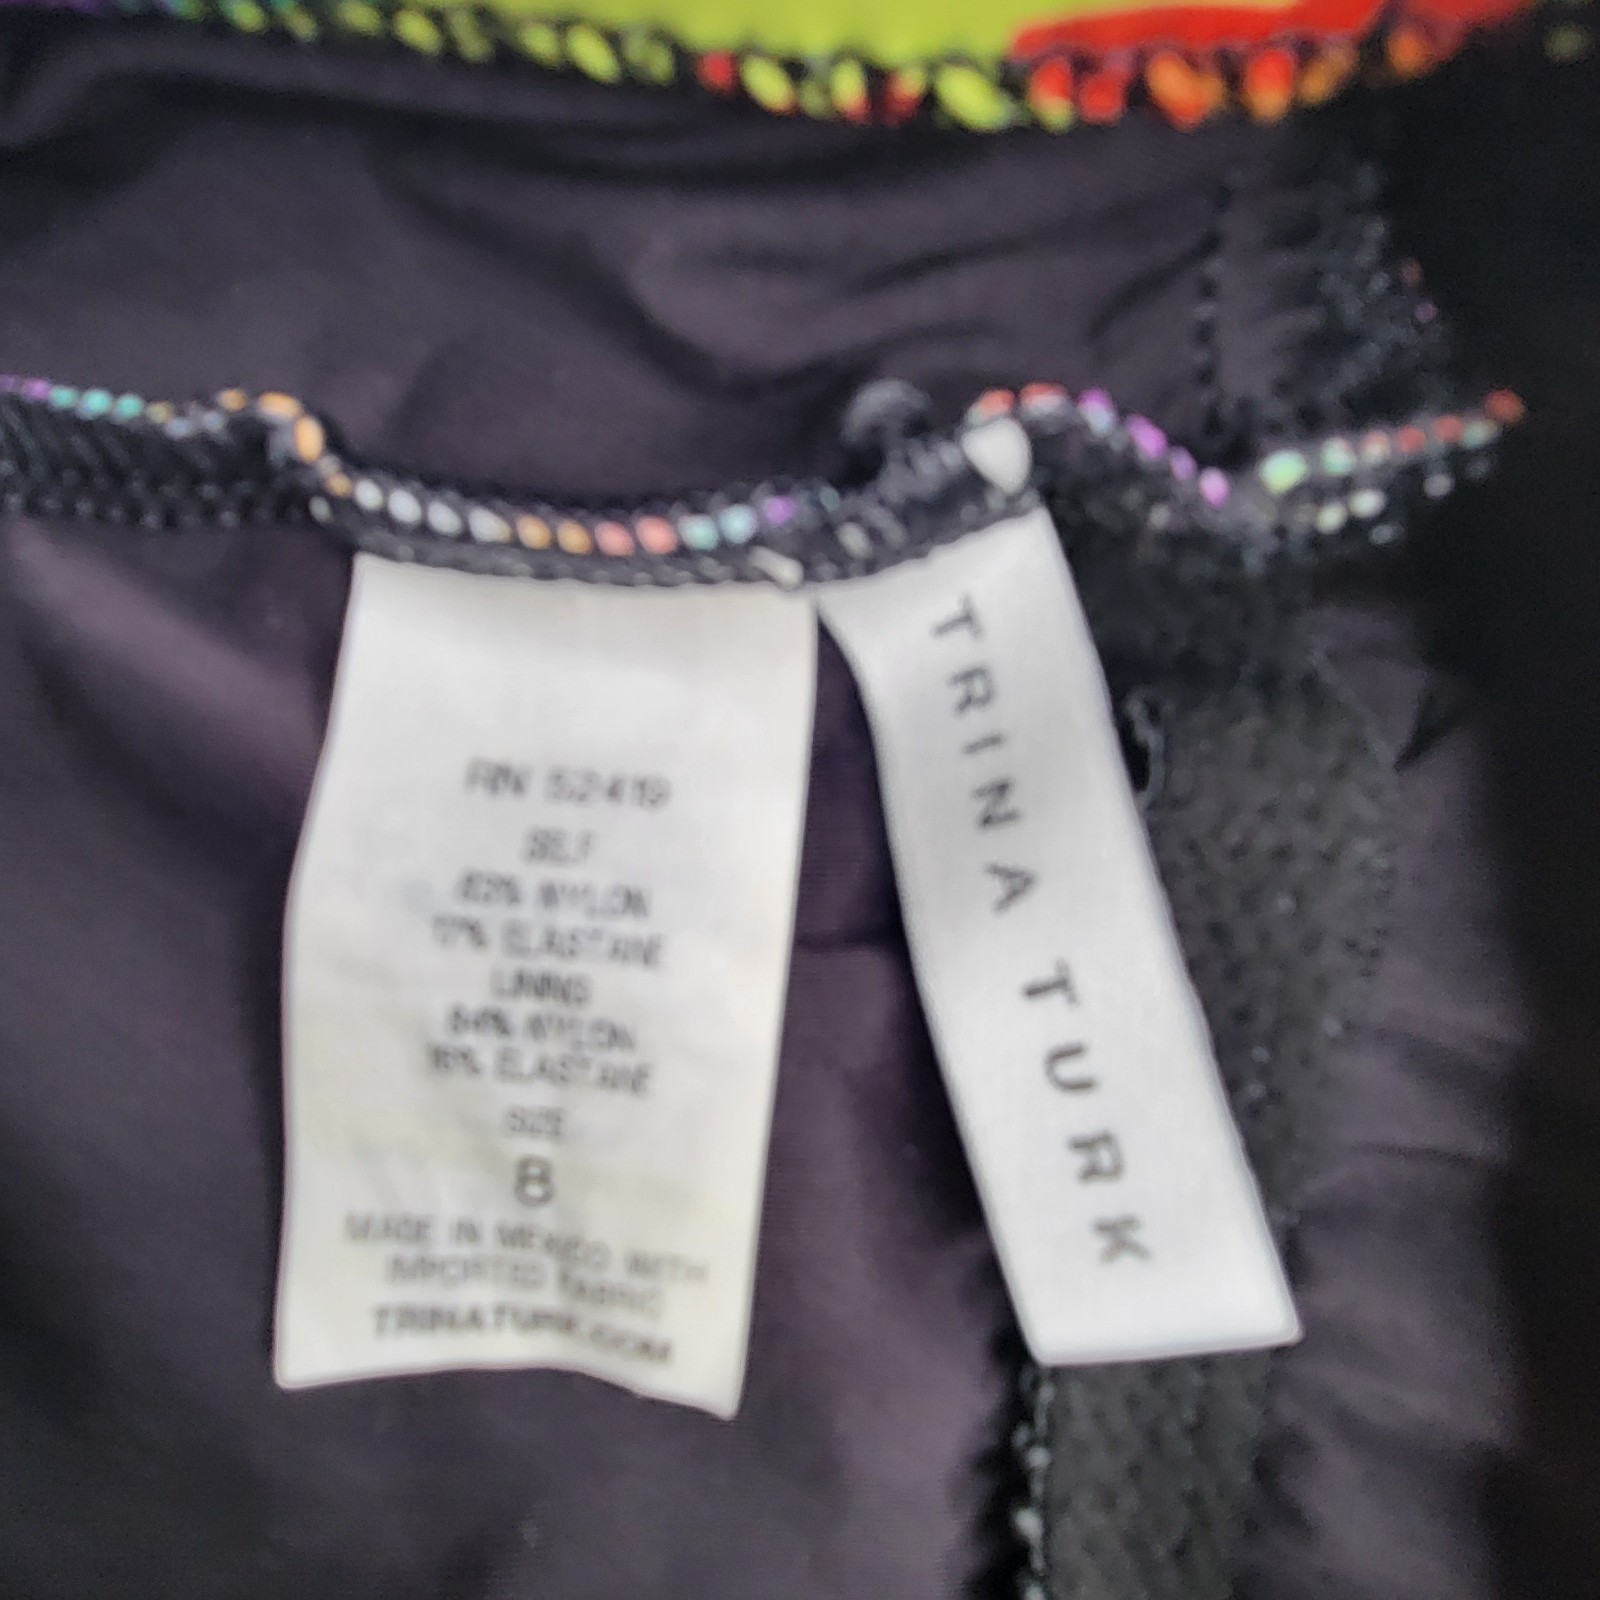 RN 52419
SELF
83% NYLON
17% ELASTANE
LINING
84% NYLON
16% ELASTANE
SIZE
8
MADE IN MEXICO WITH
IMPORTED FABRIC
TRINATURK.COM
TRINA TURK